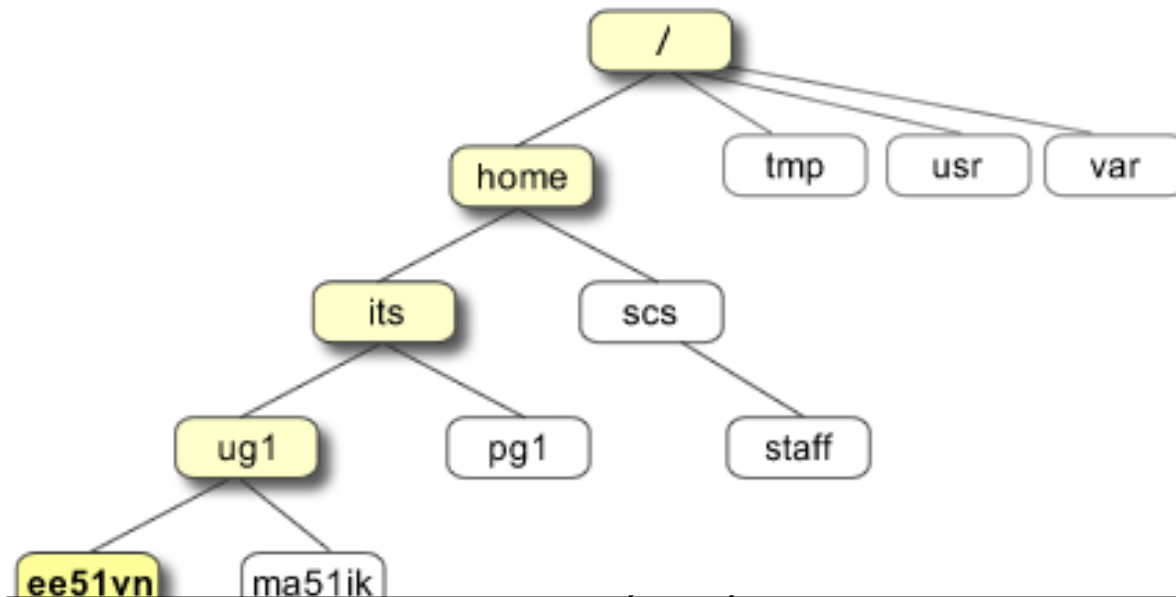 /
home
tmp
usr
var
its
scs
ug1
pg1
staff
ee51vn
ma51ik